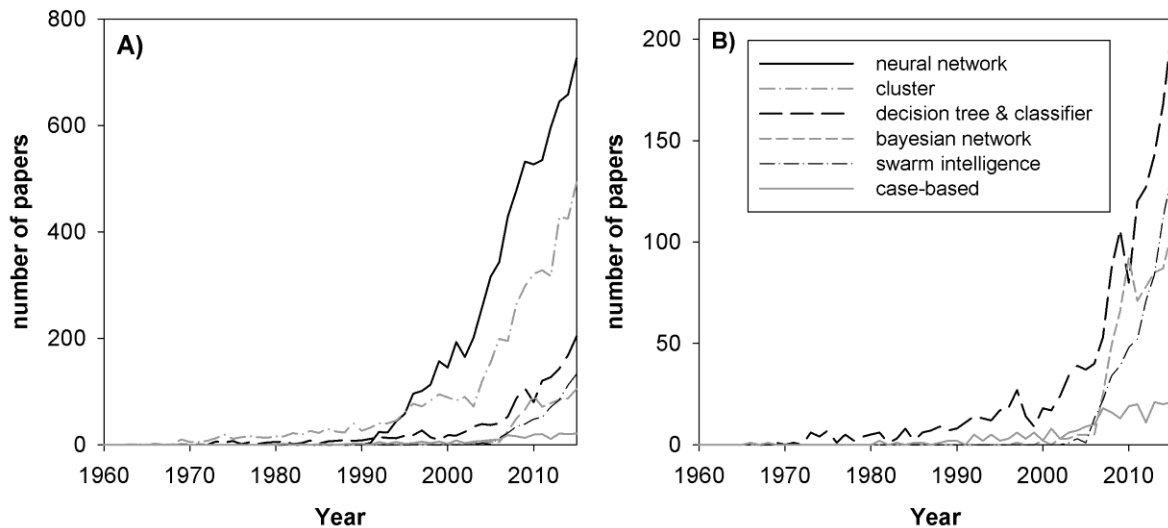 A)
800
600
400
200
0
number of papers
1960 1970 1980 1990 2000 2010
Year
B)
neural network
cluster
decision tree & classifier
bayesian network
swarm intelligence
case-based
200
150
100
50
0
number of papers
1960 1970 1980 1990 2000 2010
Year